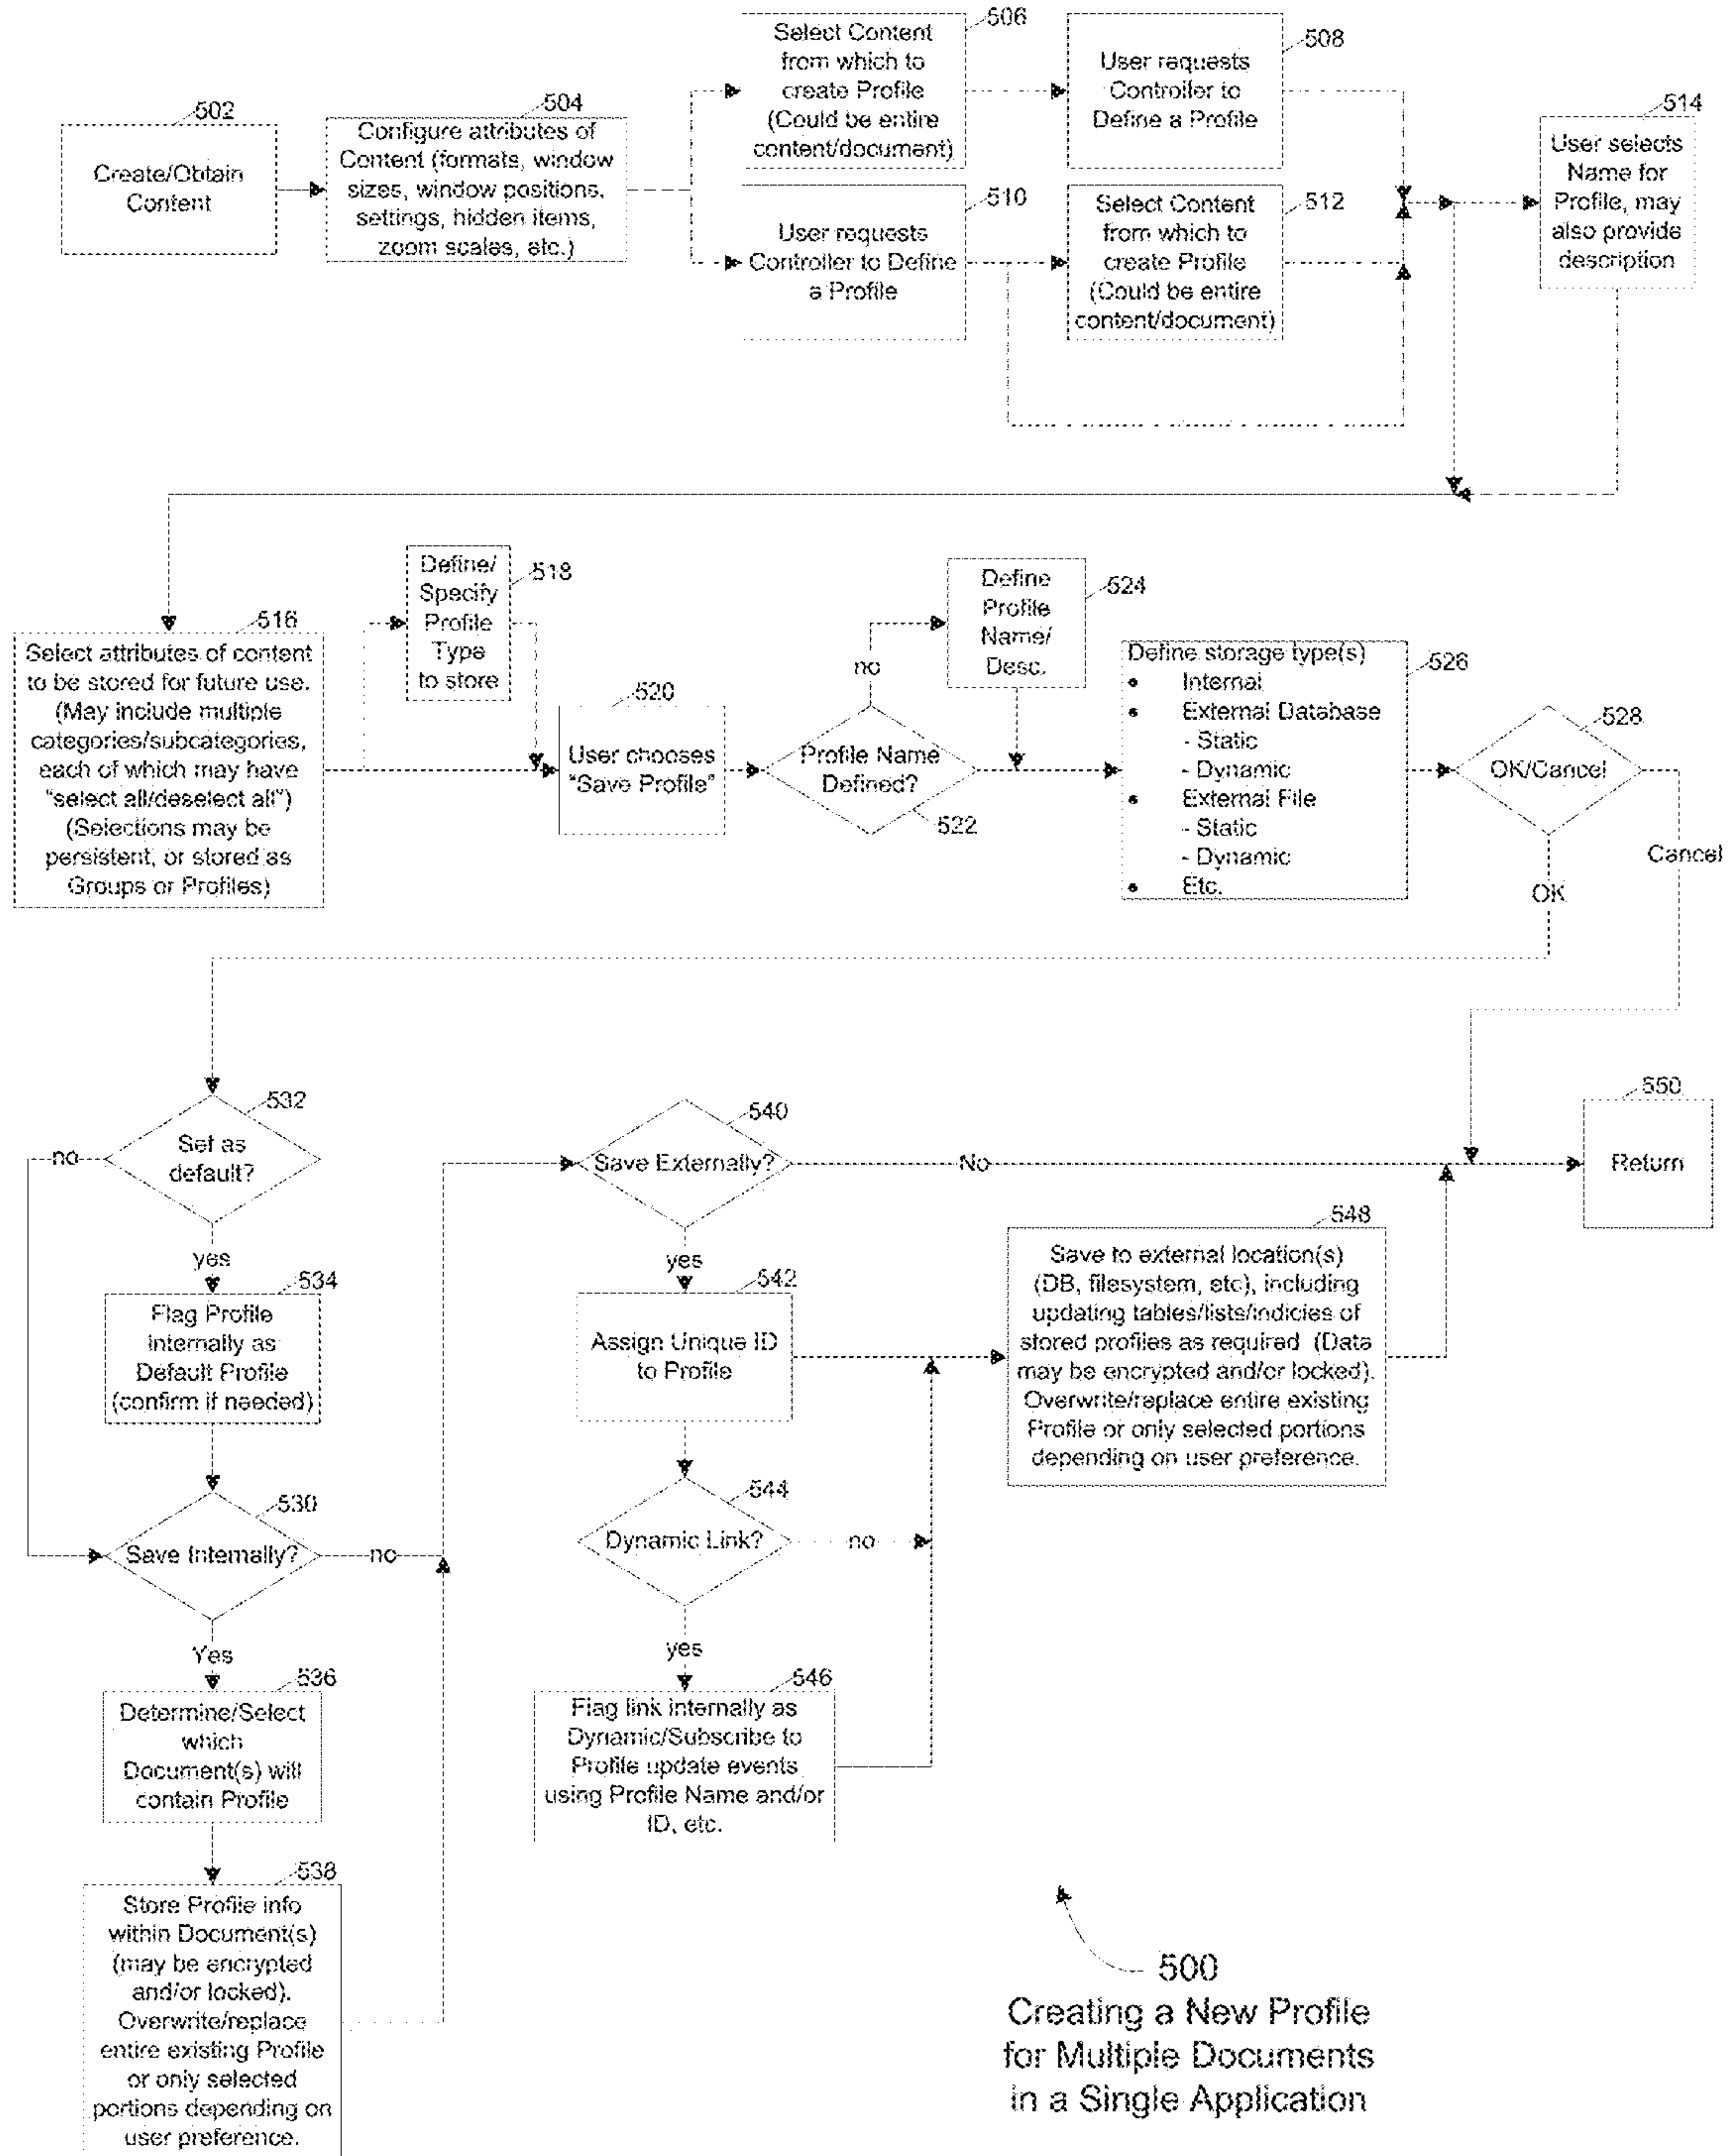 502
Create/Obtain
Content
504
Configure attributes of
Content (formats, window
sizes, window positions,
settings, hidden items,
zoom scales, etc.)
506
Select Content
from which to
create Profile
(Could be entire
content/document)
508
User requests
Controller to
Define a Profile
510
User requests
Controller to Define
a Profile
512
Select Content
from which to
create Profile
(Could be entire
content/document)
514
User selects
Name for
Profile, may
also provide
description
516
Select attributes of content
to be stored for future use.
(May include multiple
categories/subcategories,
each of which may have
"select all/deselect all")
(Selections may be
persistent, or stored as
Groups or Profiles)
518
Define/
Specify
Profile
Type
to store
520
User chooses
"Save Profile"
522
Profile Name
Defined?
no
524
Define
Profile
Name/
Desc.
526
Define storage type(s)
• Internal
• External Database
- Static
- Dynamic
• External File
- Static
- Dynamic
• Etc.
528
OK/Cancel
Cancel
OK
532
Set as
default?
no
yes
534
Flag Profile
internally as
Default Profile
(confirm if needed)
530
Save Internally?
no
Yes
536
Determine/Select
which
Document(s) will
contain Profile
538
Store Profile info
within Document(s)
(may be encrypted
and/or locked).
Overwrite/replace
entire existing Profile
or only selected
portions depending on
user preference.
540
Save Externally?
No
yes
542
Assign Unique ID
to Profile
544
Dynamic Link?
no
yes
546
Flag link internally as
Dynamic/Subscribe to
Profile update events
using Profile Name and/or
ID, etc.
548
Save to external location(s)
(DB, filesystem, etc), including
updating tables/lists/indicies of
stored profiles as required (Data
may be encrypted and/or locked).
Overwrite/replace entire existing
Profile or only selected portions
depending on user preference.
550
Return
500
Creating a New Profile
for Multiple Documents
in a Single Application